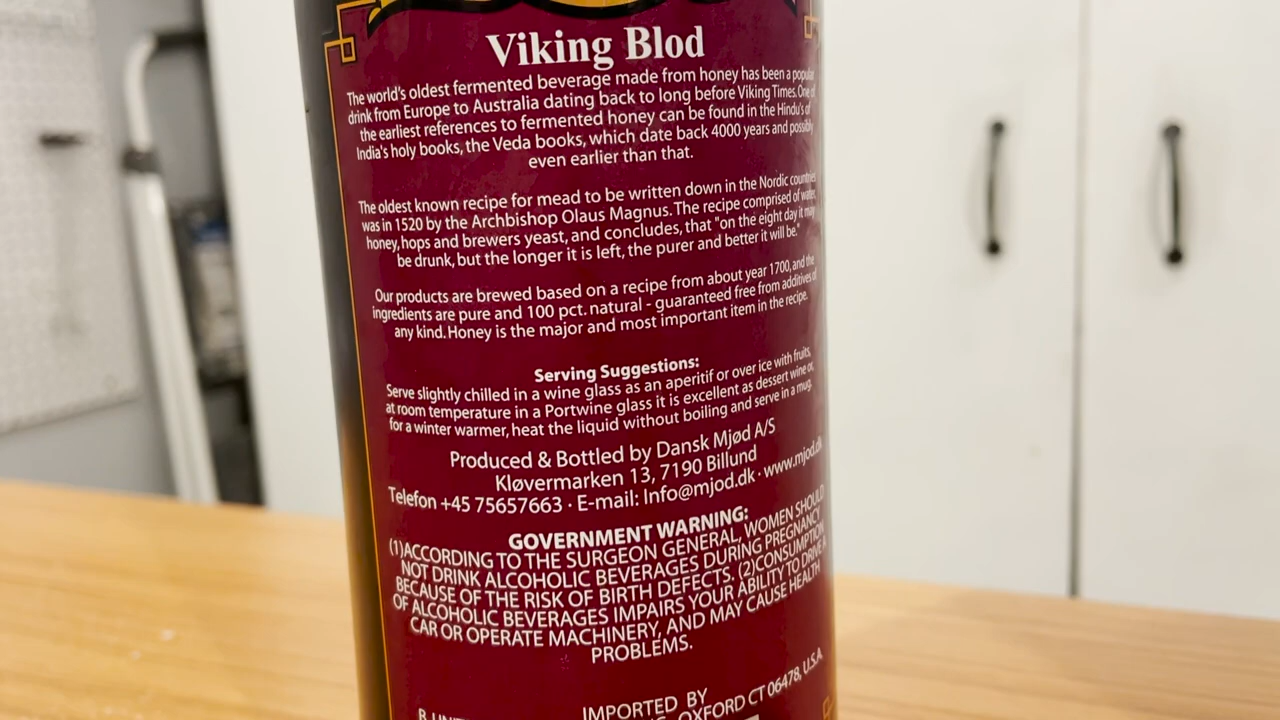 Viking Blod
The world's oldest fermented beverage made from honey has been a popular
drink from Europe to Australia dating back to long before Viking Times. One of
the earliest references to fermented honey can be found in the Hindu's of
India's holy books, the Veda books, which date back 4000 years and possibly
even earlier than that.
The oldest known recipe for mead to be written down in the Nordic countries
was in 1520 by the Archbishop Olaus Magnus. The recipe comprised of water,
honey, hops and brewers yeast, and concludes, that "on the eight day it may
be drunk, but the longer it is left, the purer and better it will be."
Our products are brewed based on a recipe from about year 1700, and the
ingredients are pure and 100 pct. natural - guaranteed free from additives of
any kind. Honey is the major and most important item in the recipe.
Serving Suggestions:
Serve slightly chilled in a wine glass as an aperitif or over ice with fruits,
at room temperature in a Portwine glass it is excellent as dessert wine or,
for a winter warmer, heat the liquid without boiling and serve in a mug.
Produced & Bottled by Dansk Mjød A/S
Kløvermarken 13, 7190 Billund
Telefon +45 75657663 · E-mail: Info@mjod.dk · www.mjod.dk
GOVERNMENT WARNING:
(1)ACCORDING TO THE SURGEON GENERAL, WOMEN SHOULD
NOT DRINK ALCOHOLIC BEVERAGES DURING PREGNANCY
BECAUSE OF THE RISK OF BIRTH DEFECTS. (2)CONSUMPTION
OF ALCOHOLIC BEVERAGES IMPAIRS YOUR ABILITY TO DRIVE A
CAR OR OPERATE MACHINERY, AND MAY CAUSE HEALTH
PROBLEMS.
IMPORTED BY
OXFORD CT 06478, U.S.A